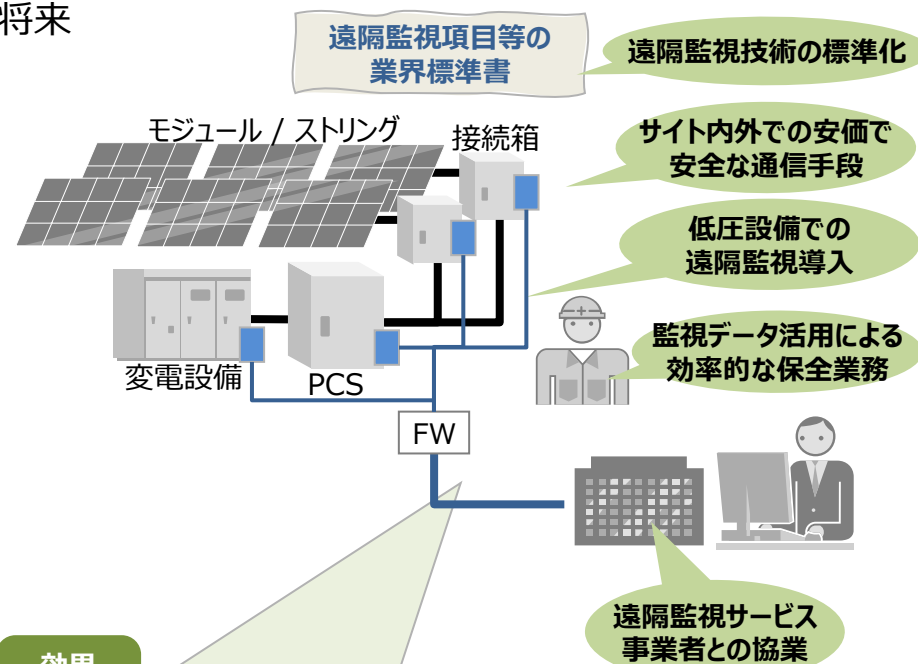 将来
遠隔監視項目等の
業界標準書
遠隔監視技術の標準化
モジュール / ストリング
接続箱
サイト内外での安価で
安全な通信手段
低圧設備での
遠隔監視導入
監視データ活用による
効率的な保全業務
変電設備
PCS
FW
遠隔監視サービス
事業者との協業
効果